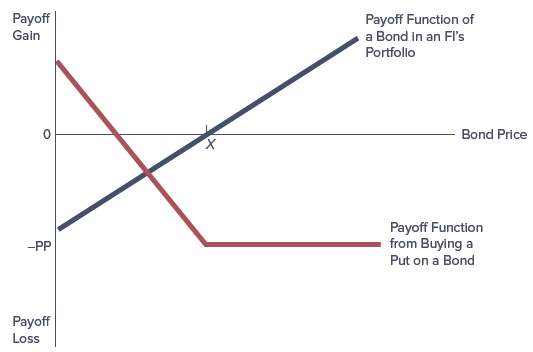 Payoff
Gain
Payoff Function of
a Bond in an FI's
Portfolio
0
X
Bond Price
–PP
Payoff Function
from Buying a
Put on a Bond
Payoff
Loss